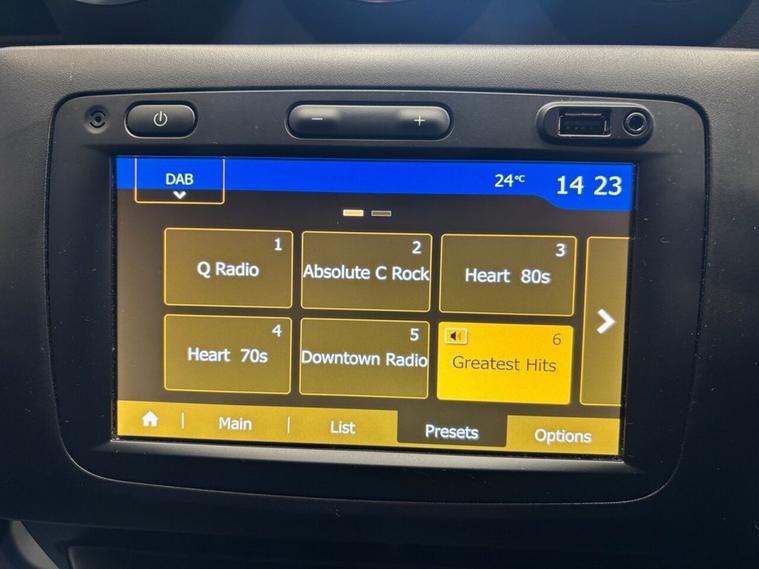 − +
DAB 24°C 14 23
1
Q Radio
2
Absolute C Rock
3
Heart 80s
4
Heart 70s
5
Downtown Radio
6
Greatest Hits
Main List Presets Options